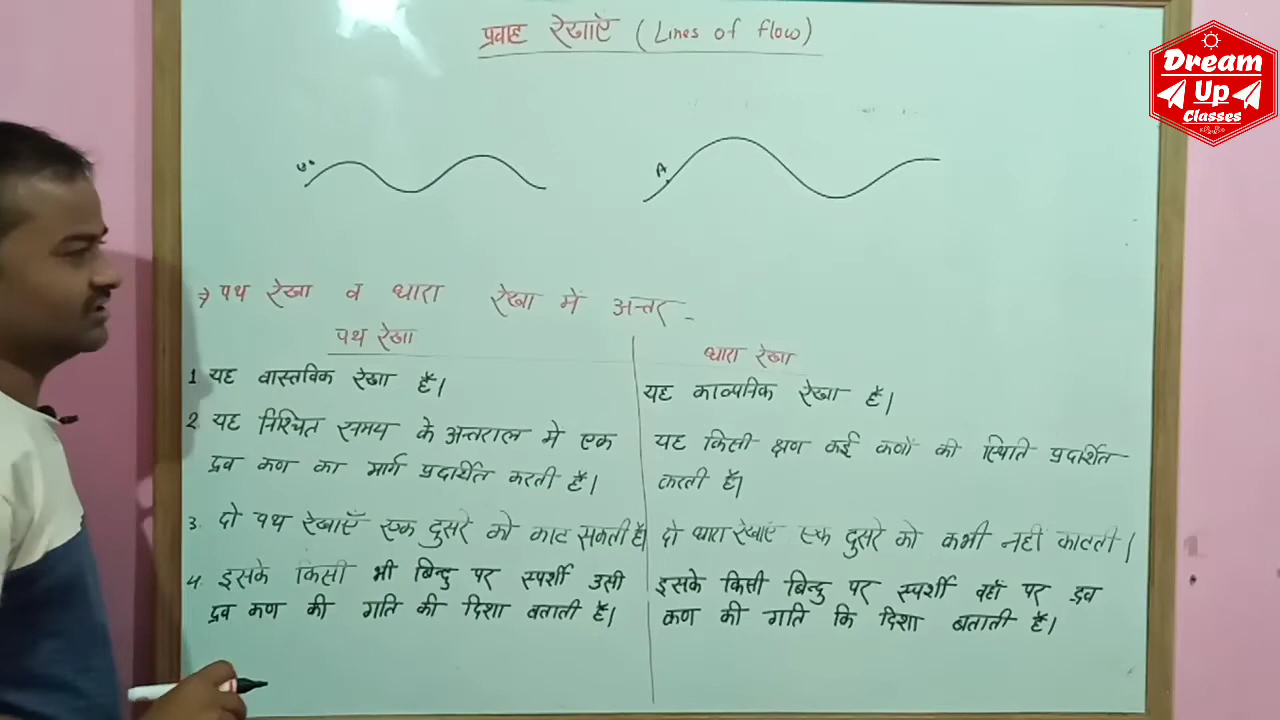 प्रवाह रेखाएँ (Lines of flow)
Dream
Up
Classes
A
→ पथ रेखा व धारा रेखा में अन्तर -
पथ रेखा
धारा रेखा
1. यह वास्तविक रेखा है।
यह काल्पनिक रेखा है।
2. यह निश्चित समय के अन्तराल मे एक
द्रव कण का मार्ग प्रदर्शित करती है।
यह किसी क्षण कई कणों की स्थिति प्रदर्शित
करती है।
3. दो पथ रेखाएँ एक दुसरे को काट सकती है।
दो धारा रेखाएं एक दुसरे को कभी नहीं काटती।
4. इसके किसी भी बिन्दु पर स्पर्शी उसी
द्रव कण की गति की दिशा बताती है।
इसके किसी बिन्दु पर स्पर्शी वहाँ पर द्रव
कण की गति कि दिशा बताती है।